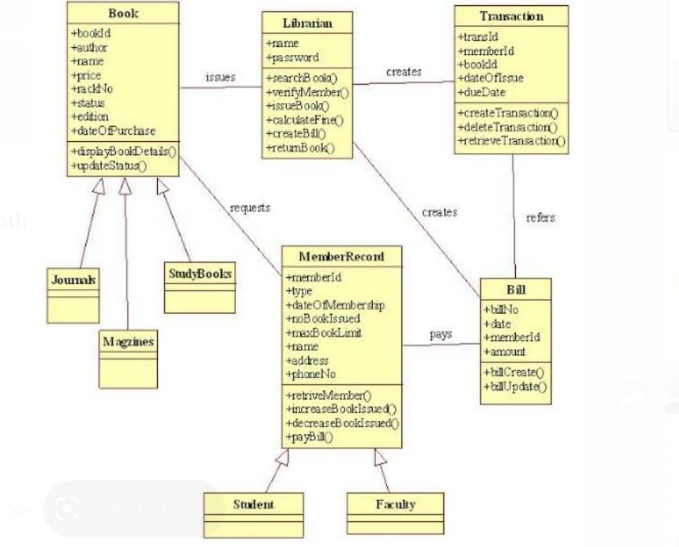 Book
+bookId
+author
+name
+price
+rackNo
+status
+edition
+dateOfPurchase
+displayBookDetails()
+updateStatus()
issues
Librarian
+name
+password
+searchBook()
+verifyMember()
+issueBook()
+calculateFine()
+createBill()
+returnBook()
creates
Transaction
+transId
+memberId
+bookId
+dateOfIssue
+dueDate
+createTransaction()
+deleteTransaction()
+retrieveTransaction()
requests
creates
refers
Journals
StudyBooks
Magzines
MemberRecord
+memberId
+type
+dateOfMembership
+noBookIssued
+maxBookLimit
+name
+address
+phoneNo
+retriveMember()
+increaseBookIssued()
+decreaseBookIssued()
+payBill()
pays
Bill
+billNo
+date
+memberId
+amount
+billCreate()
+billUpdate()
Student
Faculty